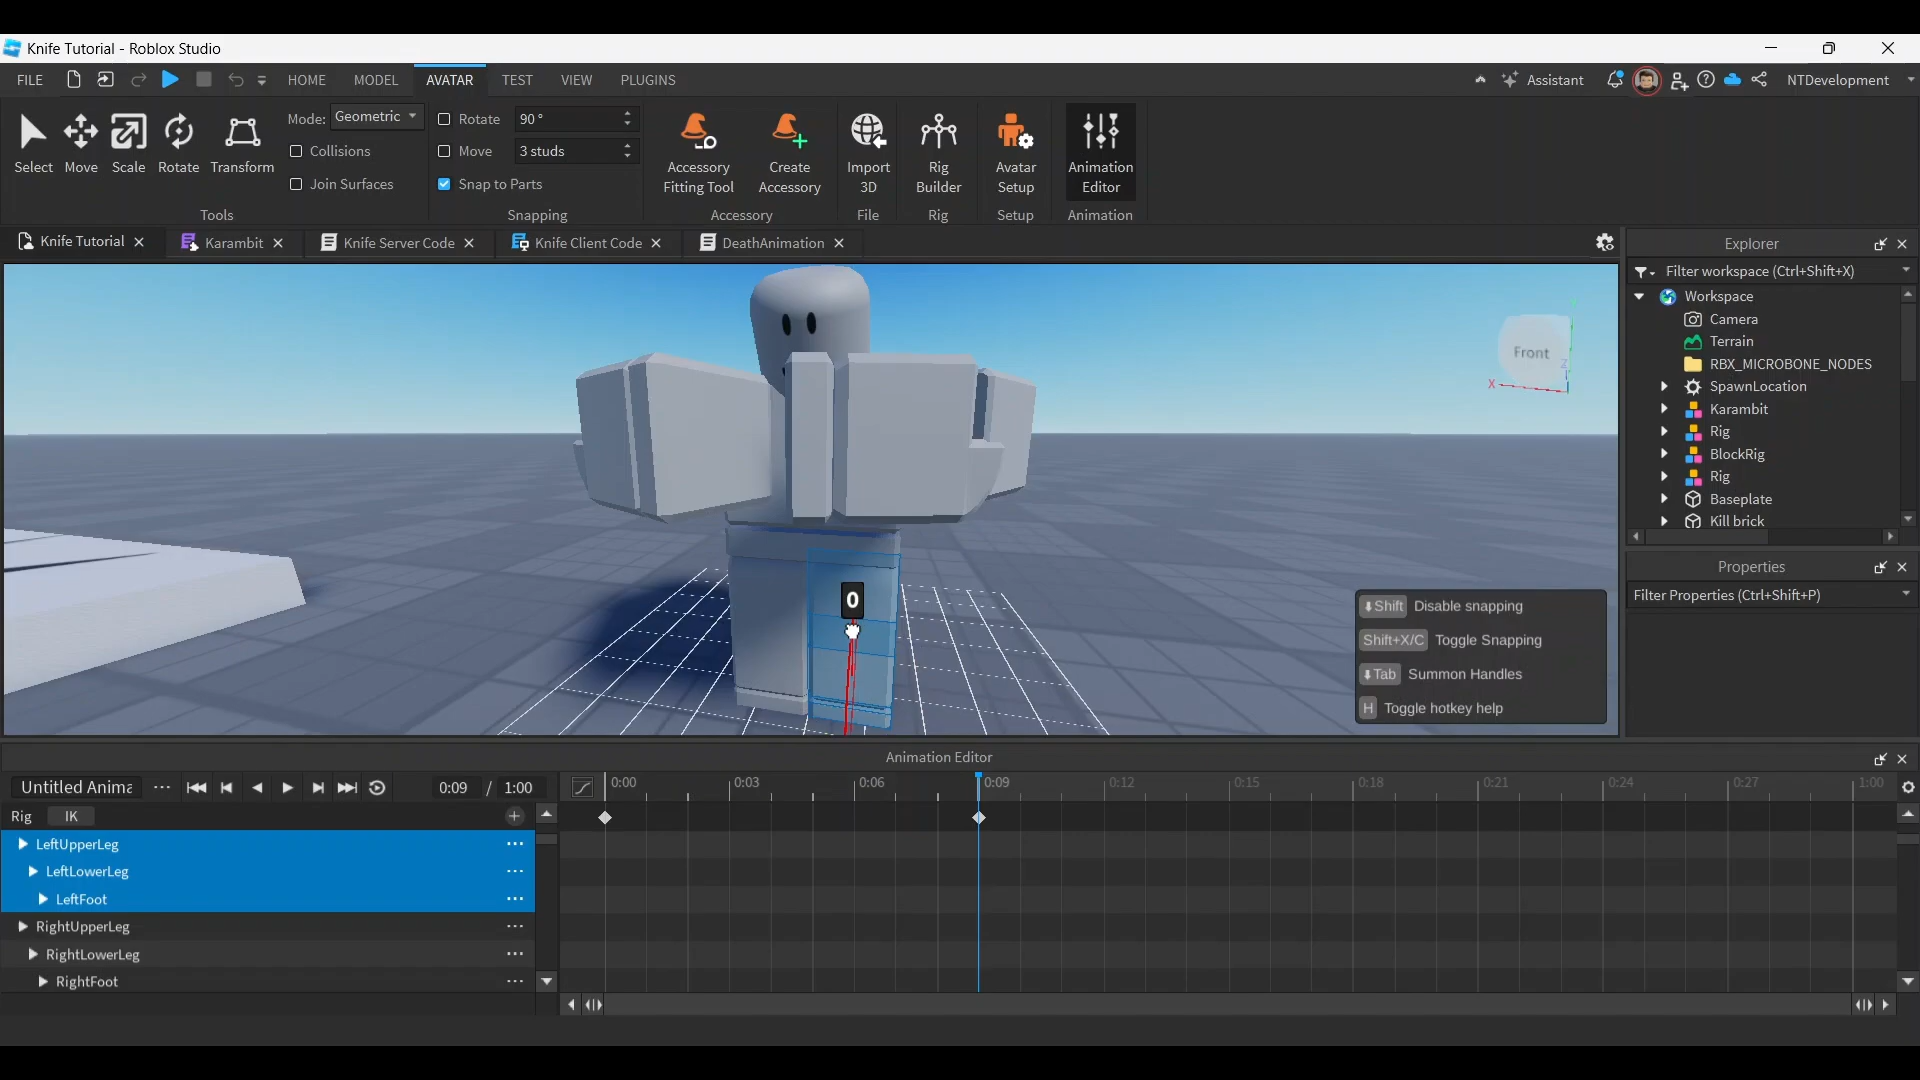 Knife Tutorial - Roblox Studio
FILE HOME MODEL AVATAR TEST VIEW PLUGINS Assistant NTDevelopment
Select Move Scale Rotate Transform
Mode: Geometric
Collisions
Join Surfaces
Tools
Rotate 90 °
Move 3 studs
Snap to Parts
Snapping
Accessory Fitting Tool
Create Accessory
Accessory
Import 3D
File
Rig Builder
Rig
Avatar Setup
Setup
Animation Editor
Animation
Knife Tutorial Karambit Knife Server Code Knife Client Code DeathAnimation
Front
X
Z
0
Shift Disable snapping
Shift+X/C Toggle Snapping
Tab Summon Handles
H Toggle hotkey help
Explorer
Filter workspace (Ctrl+Shift+X)
Workspace
Camera
Terrain
RBX_MICROBONE_NODES
SpawnLocation
Karambit
Rig
BlockRig
Rig
Baseplate
Kill brick
Properties
Filter Properties (Ctrl+Shift+P)
Animation Editor
Untitled Anima 0:09 / 1:00
0:00 0:03 0:06 0:09 0:12 0:15 0:18 0:21 0:24 0:27 1:00
Rig IK
LeftUpperLeg
LeftLowerLeg
LeftFoot
RightUpperLeg
RightLowerLeg
RightFoot